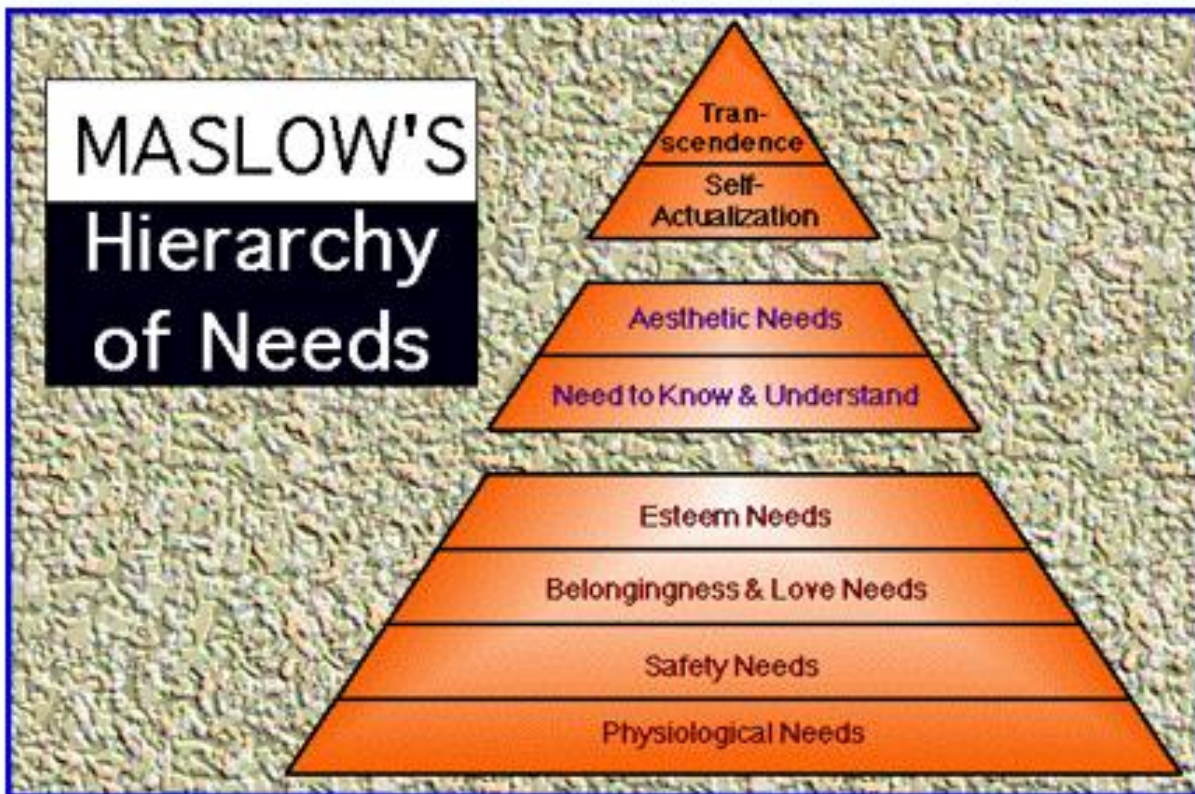 MASLOW'S
Hierarchy
of Needs
Tran-
scendence
Self-
Actualization
Aesthetic Needs
Need to Know & Understand
Esteem Needs
Belongingness & Love Needs
Safety Needs
Physiological Needs